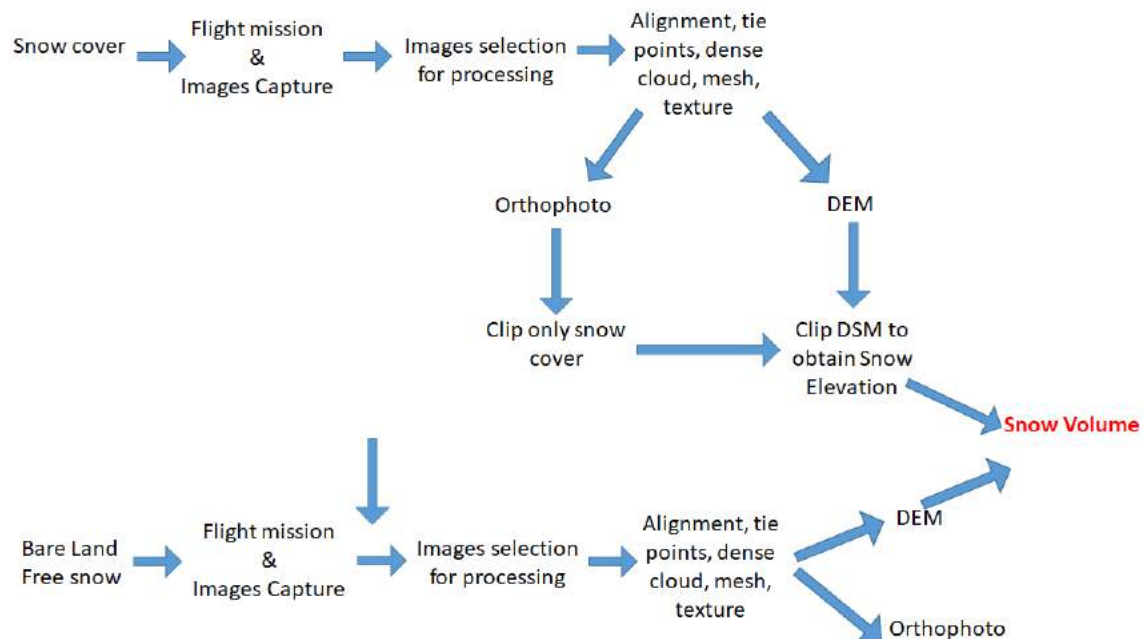 Snow cover
Flight mission
&
Images Capture
Images selection
for processing
Alignment, tie
points, dense
cloud, mesh,
texture
Orthophoto
DEM
Clip only snow
cover
Clip DSM to
obtain Snow
Elevation
Snow Volume
Bare Land
Free snow
Flight mission
&
Images Capture
Images selection
for processing
Alignment, tie
points, dense
cloud, mesh,
texture
DEM
Orthophoto